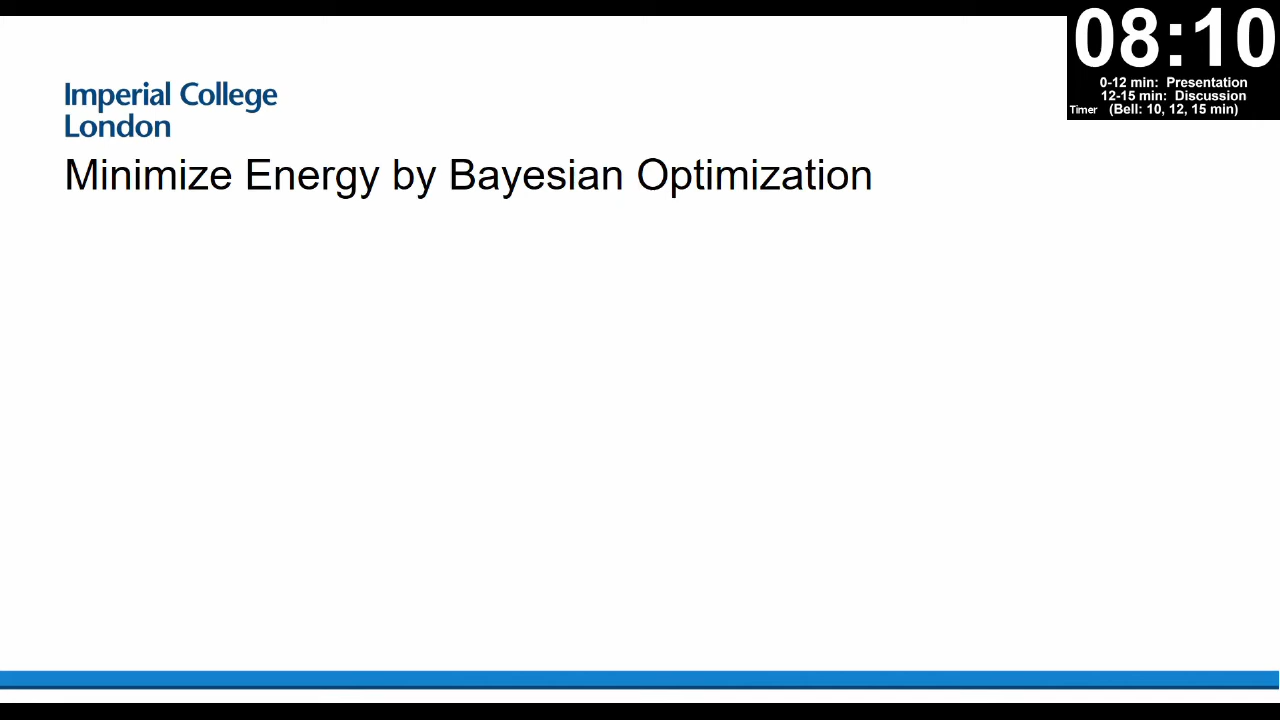 08:10
0-12 min: Presentation
12-15 min: Discussion
Timer (Bell: 10, 12, 15 min)
Imperial College
London
Minimize Energy by Bayesian Optimization